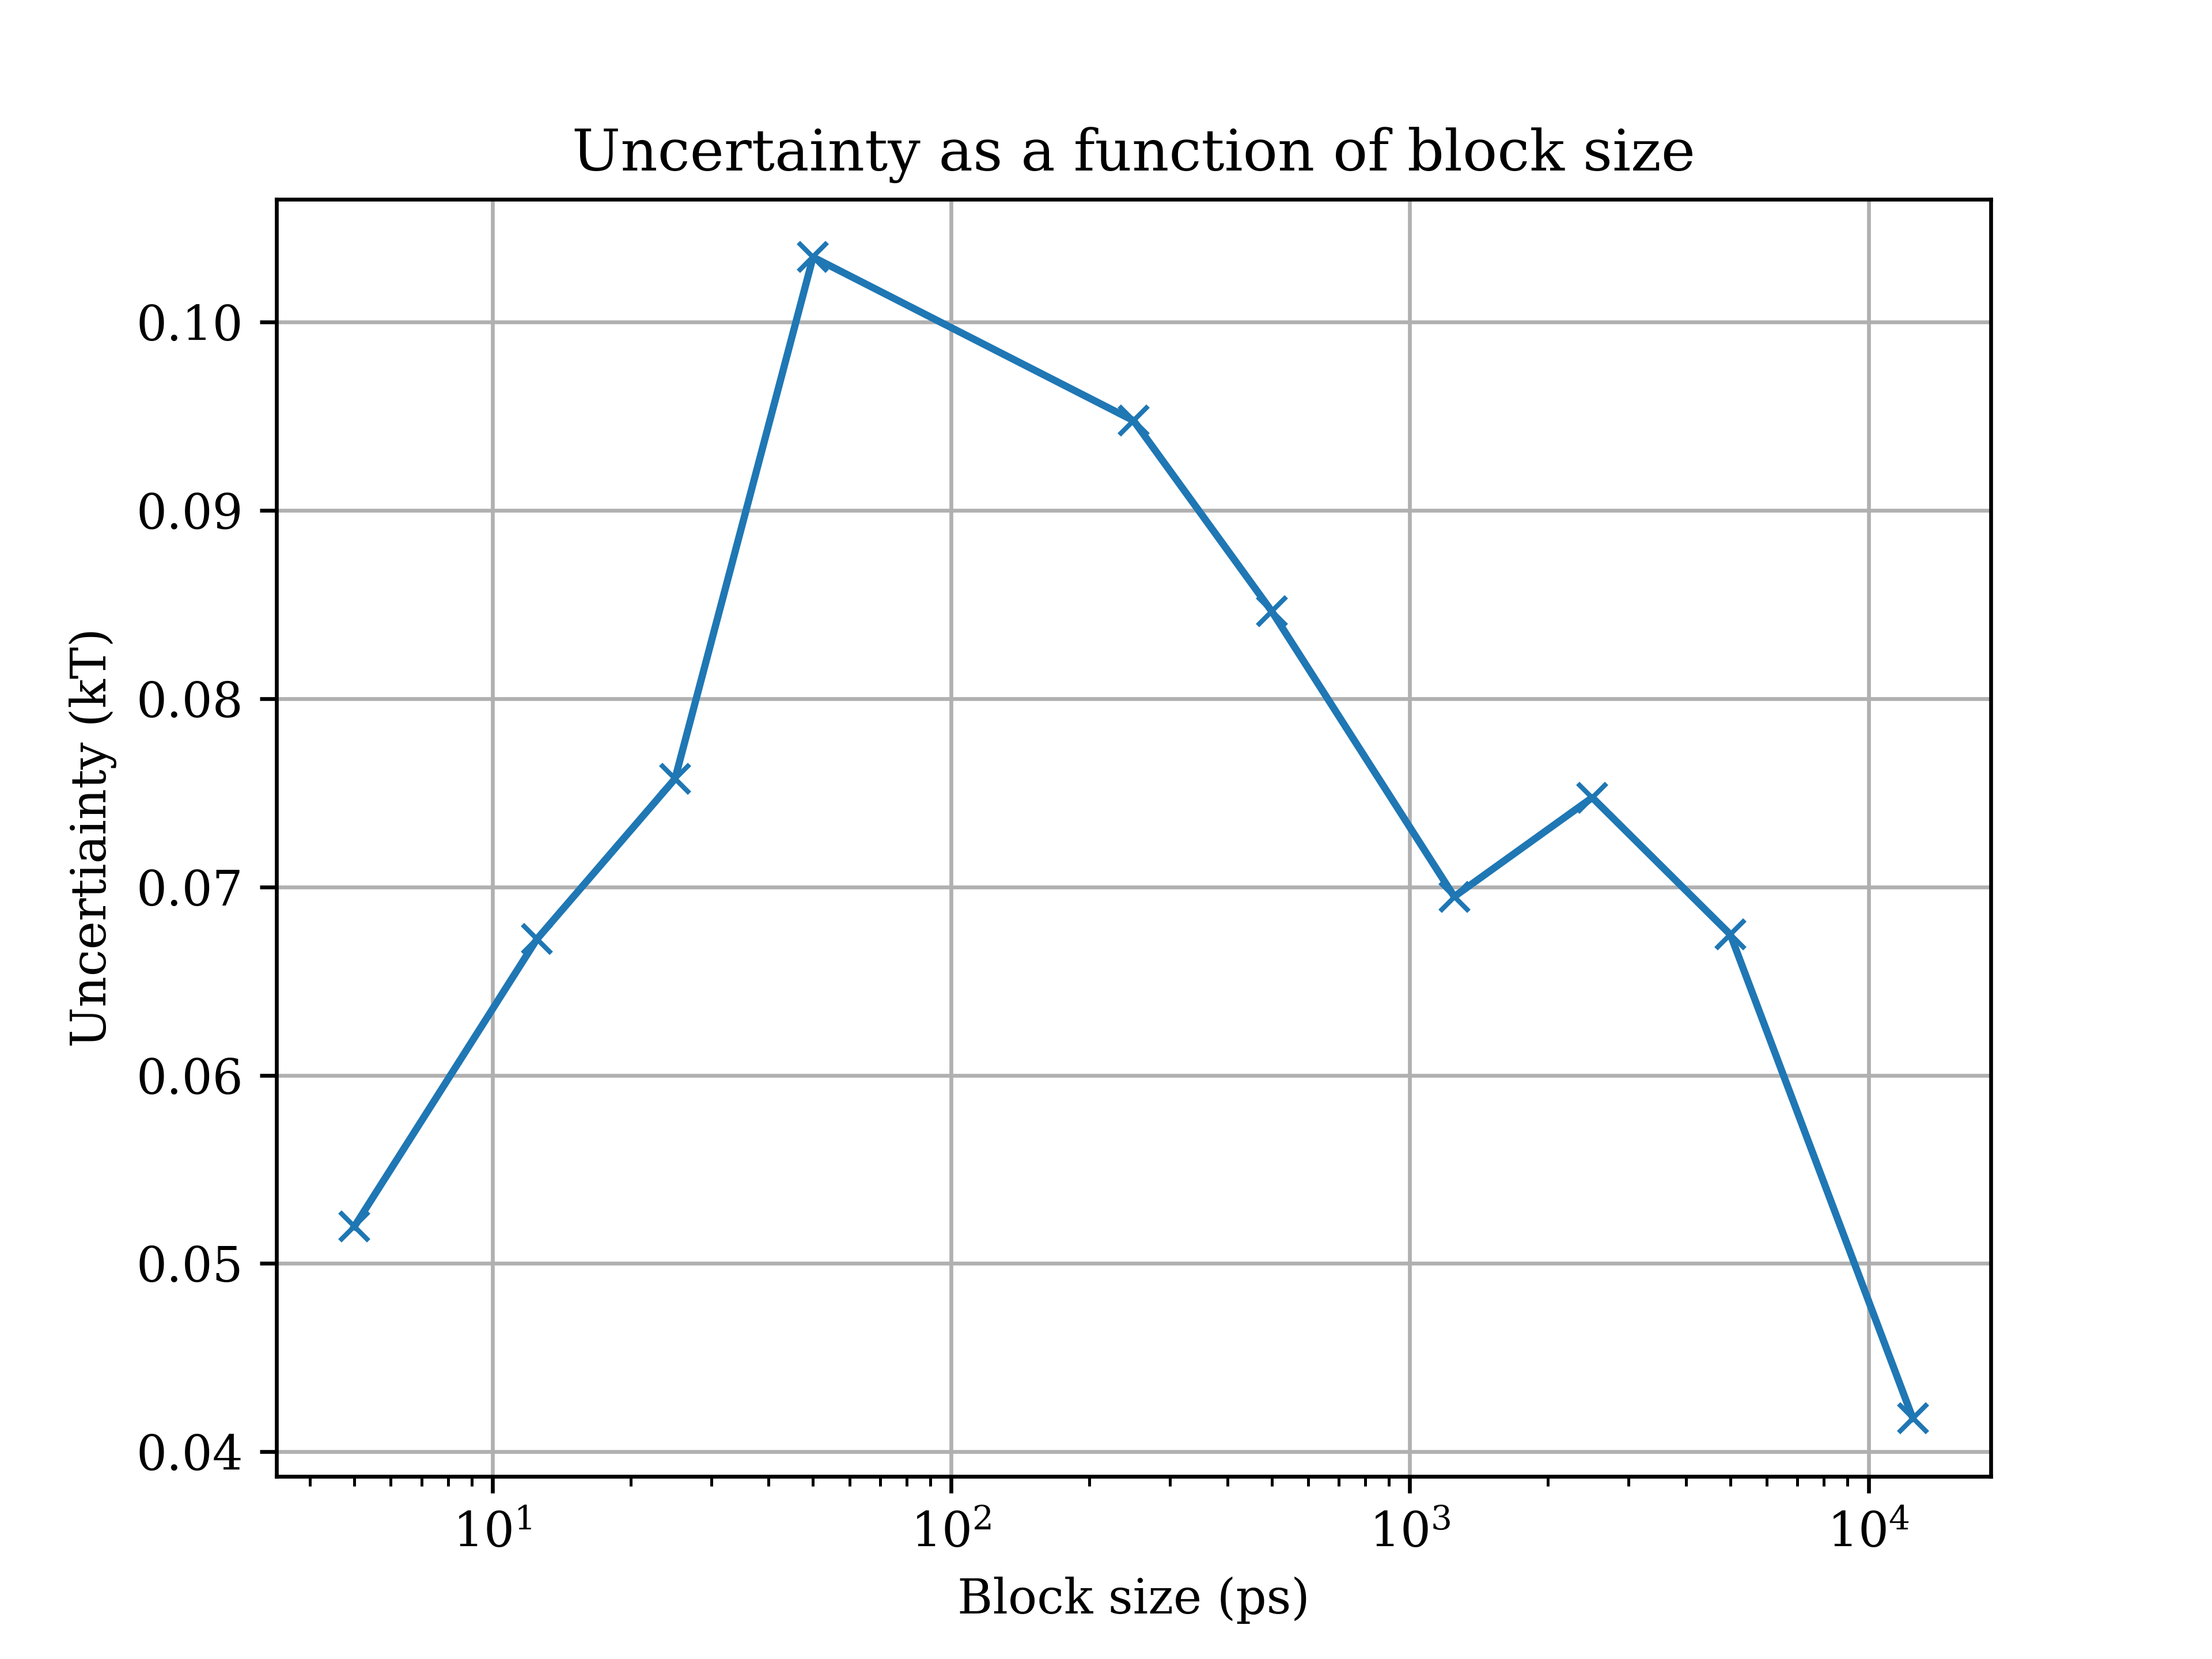 Uncertainty as a function of block size
0.10
0.09
0.08
0.07
0.06
0.05
0.04
Uncertiainty (kT)
10¹ 10² 10³ 10⁴
Block size (ps)